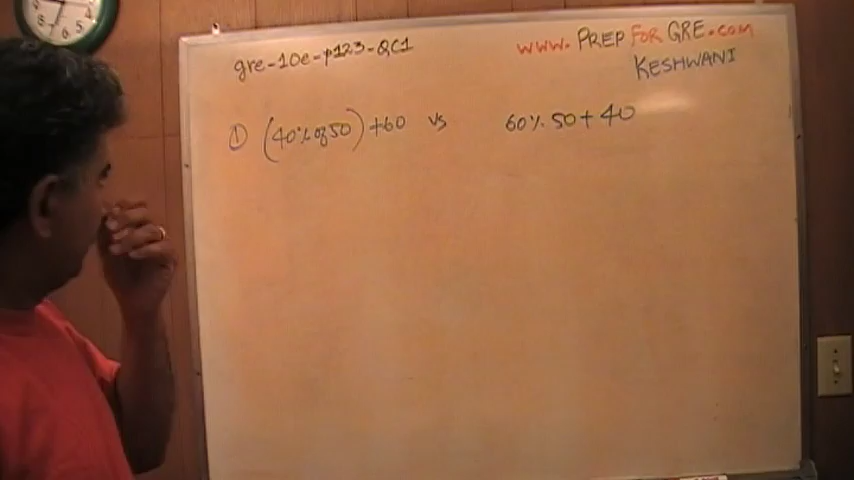 www. PREP FOR GRE.com
gre-10e-p123-QC1
KESHWANI
① (40% of 50) +60 vs 60% 50 + 40